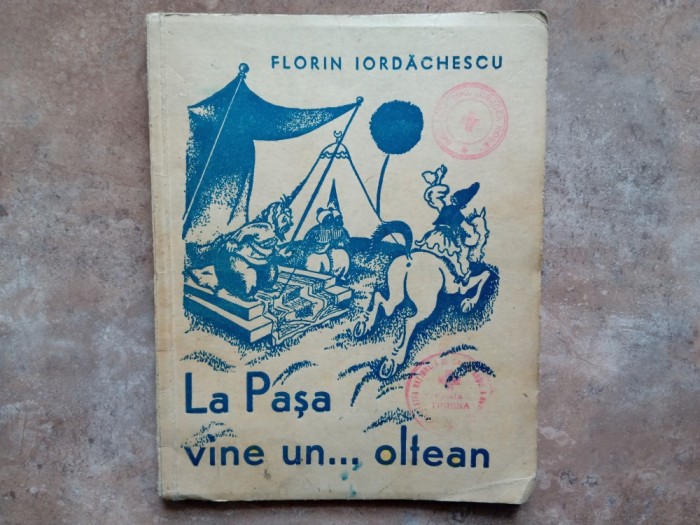 FLORIN IORDĂCHESCU
La Pașa
vine un... oltean